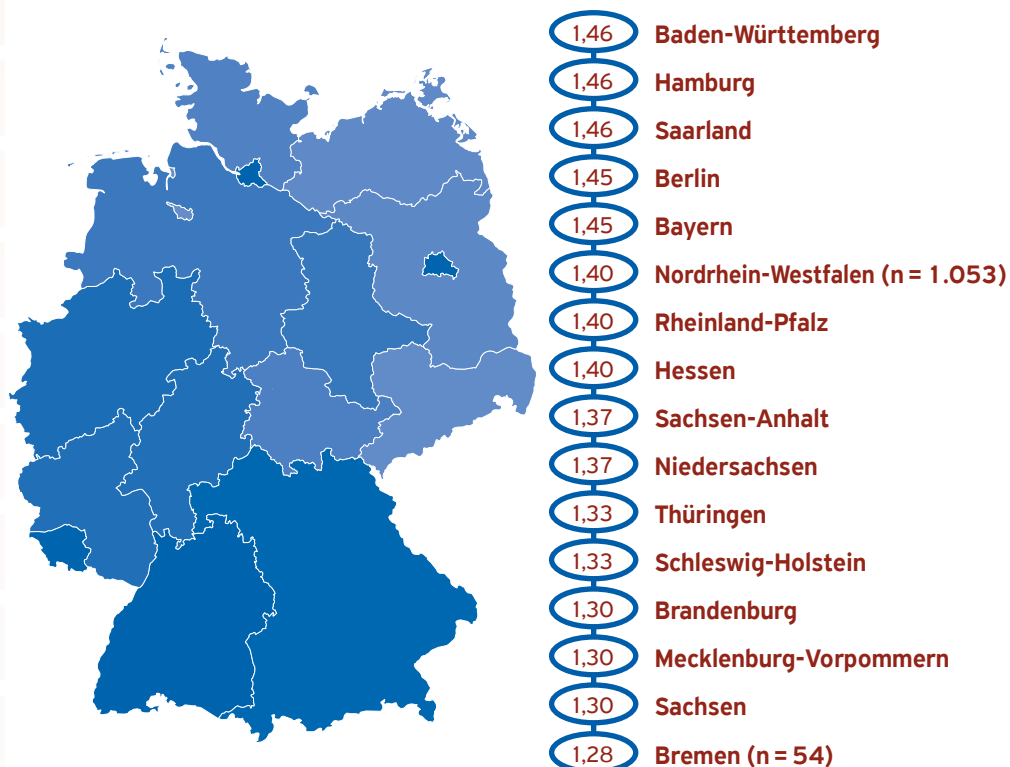 1,46 Baden-Württemberg
1,46 Hamburg
1,46 Saarland
1,45 Berlin
1,45 Bayern
1,40 Nordrhein-Westfalen (n = 1.053)
1,40 Rheinland-Pfalz
1,40 Hessen
1,37 Sachsen-Anhalt
1,37 Niedersachsen
1,33 Thüringen
1,33 Schleswig-Holstein
1,30 Brandenburg
1,30 Mecklenburg-Vorpommern
1,30 Sachsen
1,28 Bremen (n = 54)